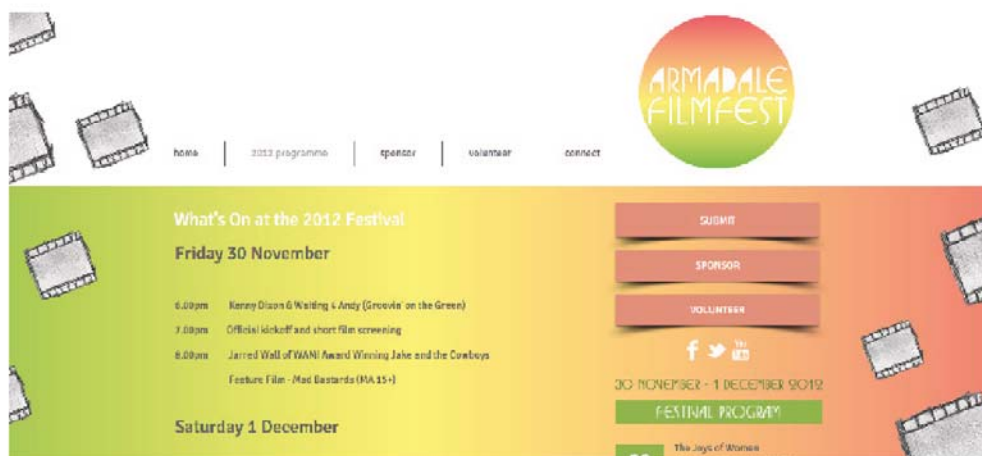 ARMADALE
FILMFEST
home 2012 programme sponsor volunteer connect
What's On at the 2012 Festival
Friday 30 November
6.00pm Kenny Dixon & Waiting 4 Andy (Groovin' on the Green)
7.00pm Official kickoff and short film screening
8.00pm Jarred Wall of WAMI Award Winning Jake and the Cowboys
Feature Film - Mad Bastards (MA 15+)
Saturday 1 December
SUBMIT
SPONSOR
VOLUNTEER
You
Tube
30 NOVEMBER - 1 DECEMBER 2012
FESTIVAL PROGRAM
The Joys of Women